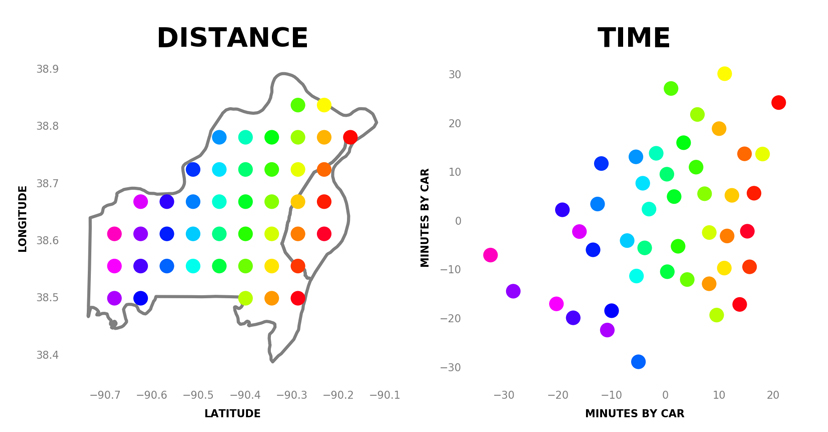 DISTANCE
38.9
38.8
38.7
38.6
38.5
38.4
LONGITUDE
−90.7 −90.6 −90.5 −90.4 −90.3 −90.2 −90.1
LATITUDE
TIME
30
20
10
0
−10
−20
−30
MINUTES BY CAR
−30 −20 −10 0 10 20
MINUTES BY CAR